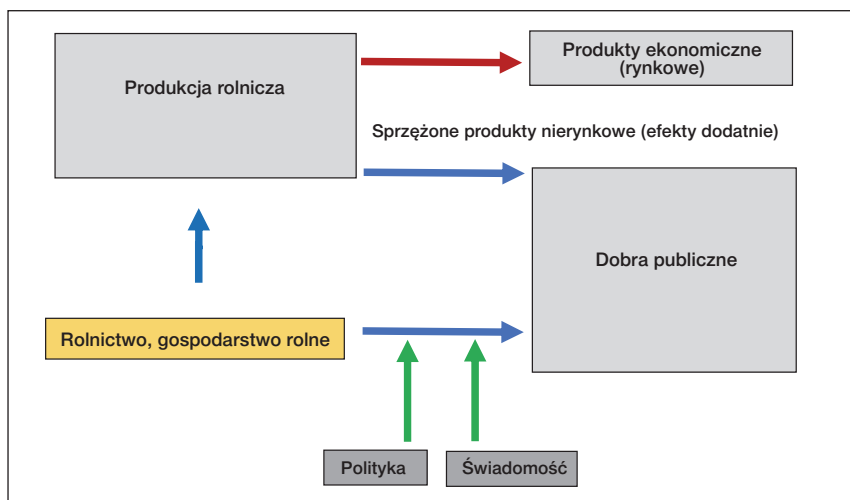 Produkcja rolnicza
Produkty ekonomiczne
(rynkowe)
Sprzężone produkty nierynkowe (efekty dodatnie)
Dobra publiczne
Rolnictwo, gospodarstwo rolne
Polityka
Świadomość